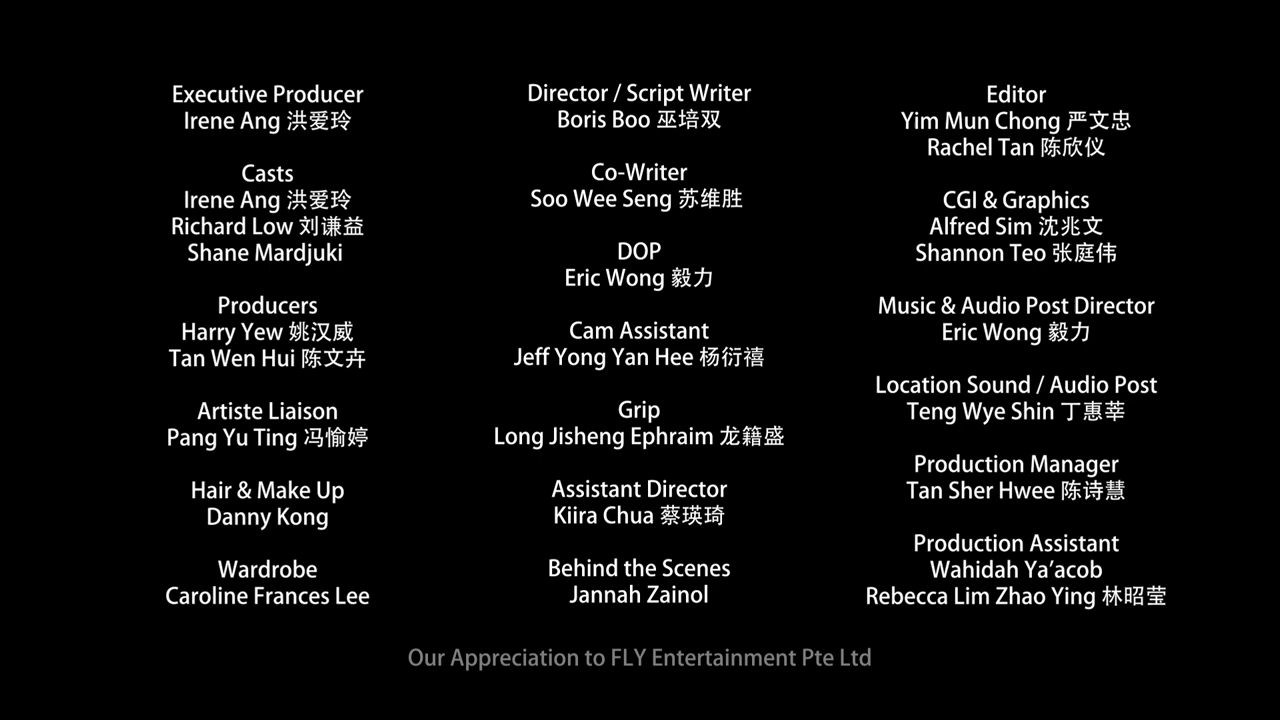 Executive Producer
Irene Ang 洪爱玲
Casts
Irene Ang 洪爱玲
Richard Low 刘谦益
Shane Mardjuki
Producers
Harry Yew 姚汉威
Tan Wen Hui 陈文卉
Artiste Liaison
Pang Yu Ting 冯愉婷
Hair & Make Up
Danny Kong
Wardrobe
Caroline Frances Lee
Director / Script Writer
Boris Boo 巫培双
Co-Writer
Soo Wee Seng 苏维胜
DOP
Eric Wong 毅力
Cam Assistant
Jeff Yong Yan Hee 杨衍禧
Grip
Long Jisheng Ephraim 龙籍盛
Assistant Director
Kiira Chua 蔡瑛琦
Behind the Scenes
Jannah Zainol
Editor
Yim Mun Chong 严文忠
Rachel Tan 陈欣仪
CGI & Graphics
Alfred Sim 沈兆文
Shannon Teo 张庭伟
Music & Audio Post Director
Eric Wong 毅力
Location Sound / Audio Post
Teng Wye Shin 丁惠莘
Production Manager
Tan Sher Hwee 陈诗慧
Production Assistant
Wahidah Ya’acob
Rebecca Lim Zhao Ying 林昭莹
Our Appreciation to FLY Entertainment Pte Ltd